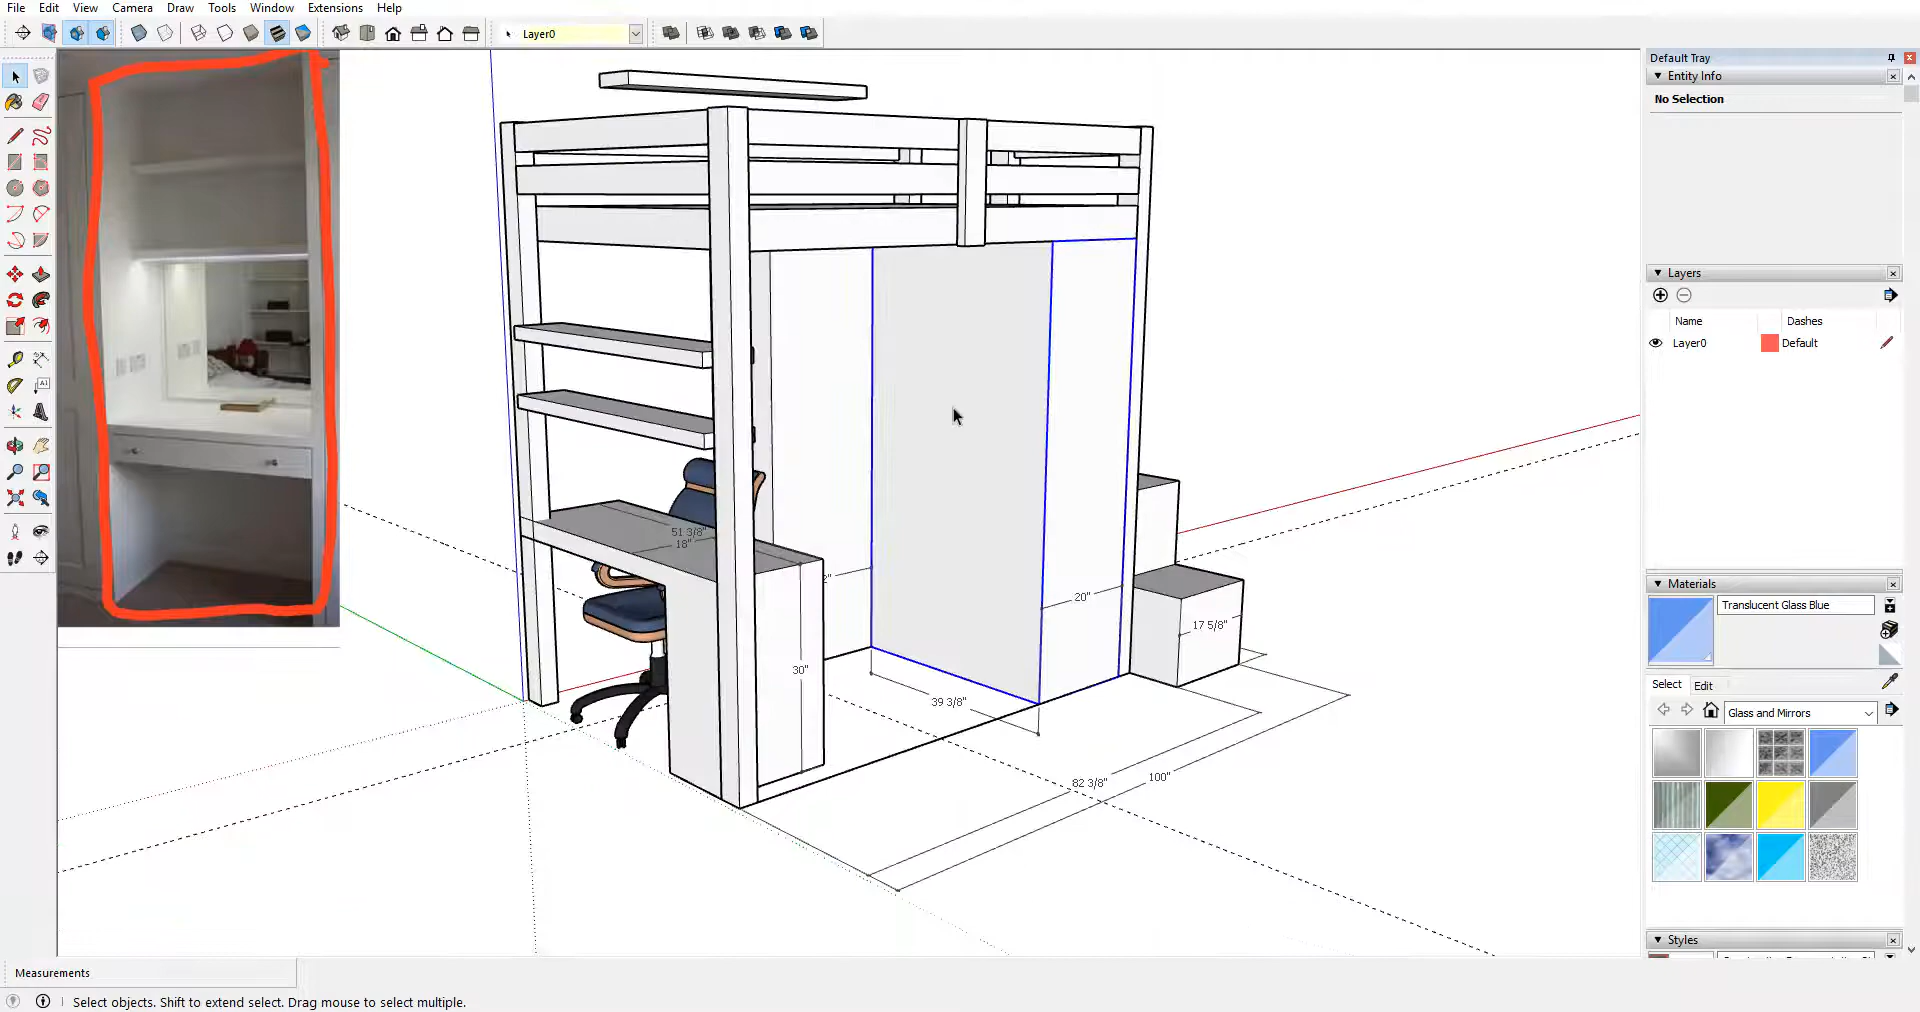 File Edit View Camera Draw Tools Window Extensions Help
Layer0
Default Tray
Entity Info
No Selection
Layers
Name Dashes
Layer0 Default
Materials
Translucent Glass Blue
Select Edit
Glass and Mirrors
Styles
51 3/8"
18"
2"
20"
17 5/8"
30"
39 3/8"
82 3/8"
100"
Measurements
Select objects. Shift to extend select. Drag mouse to select multiple.